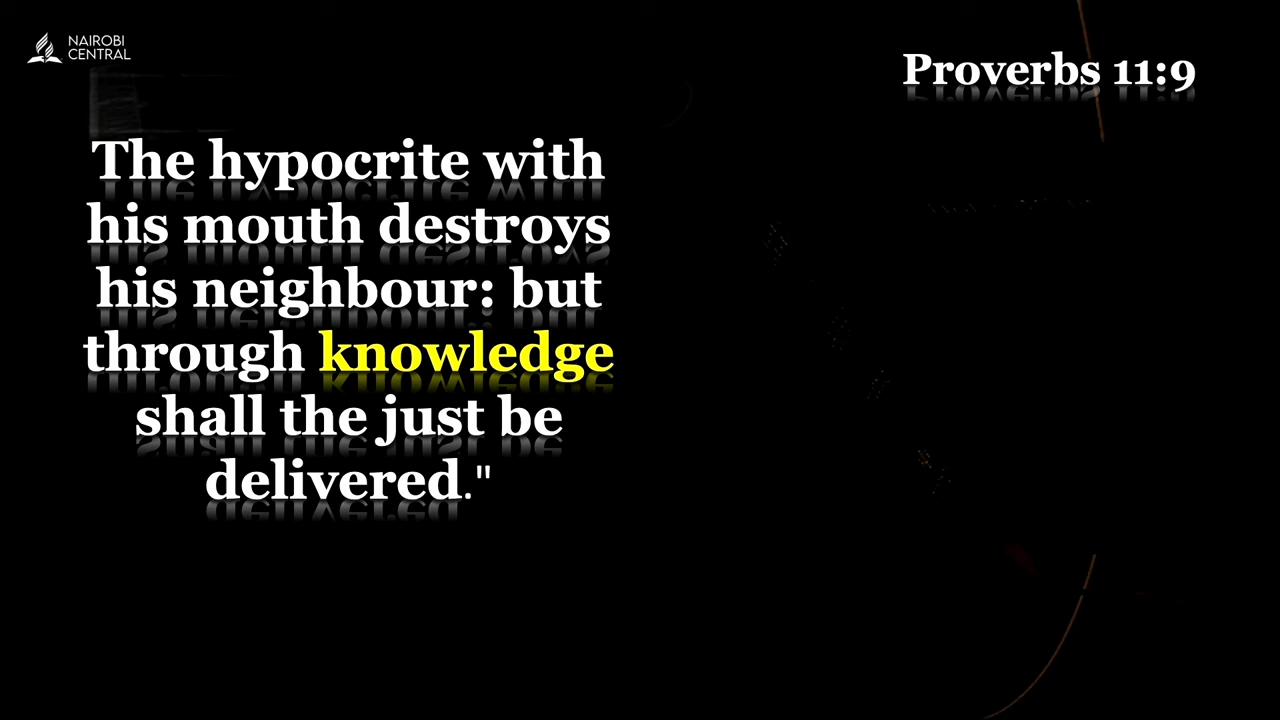 NAIROBI
CENTRAL
Proverbs 11:9
The hypocrite with
his mouth destroys
his neighbour: but
through knowledge
shall the just be
delivered."